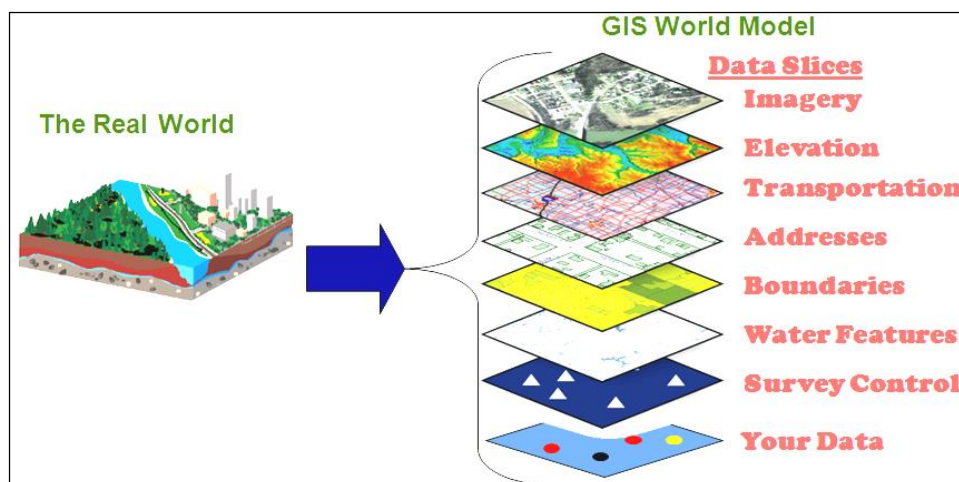 GIS World Model
The Real World
Data Slices
Imagery
Elevation
Transportation
Addresses
Boundaries
Water Features
Survey Control
Your Data